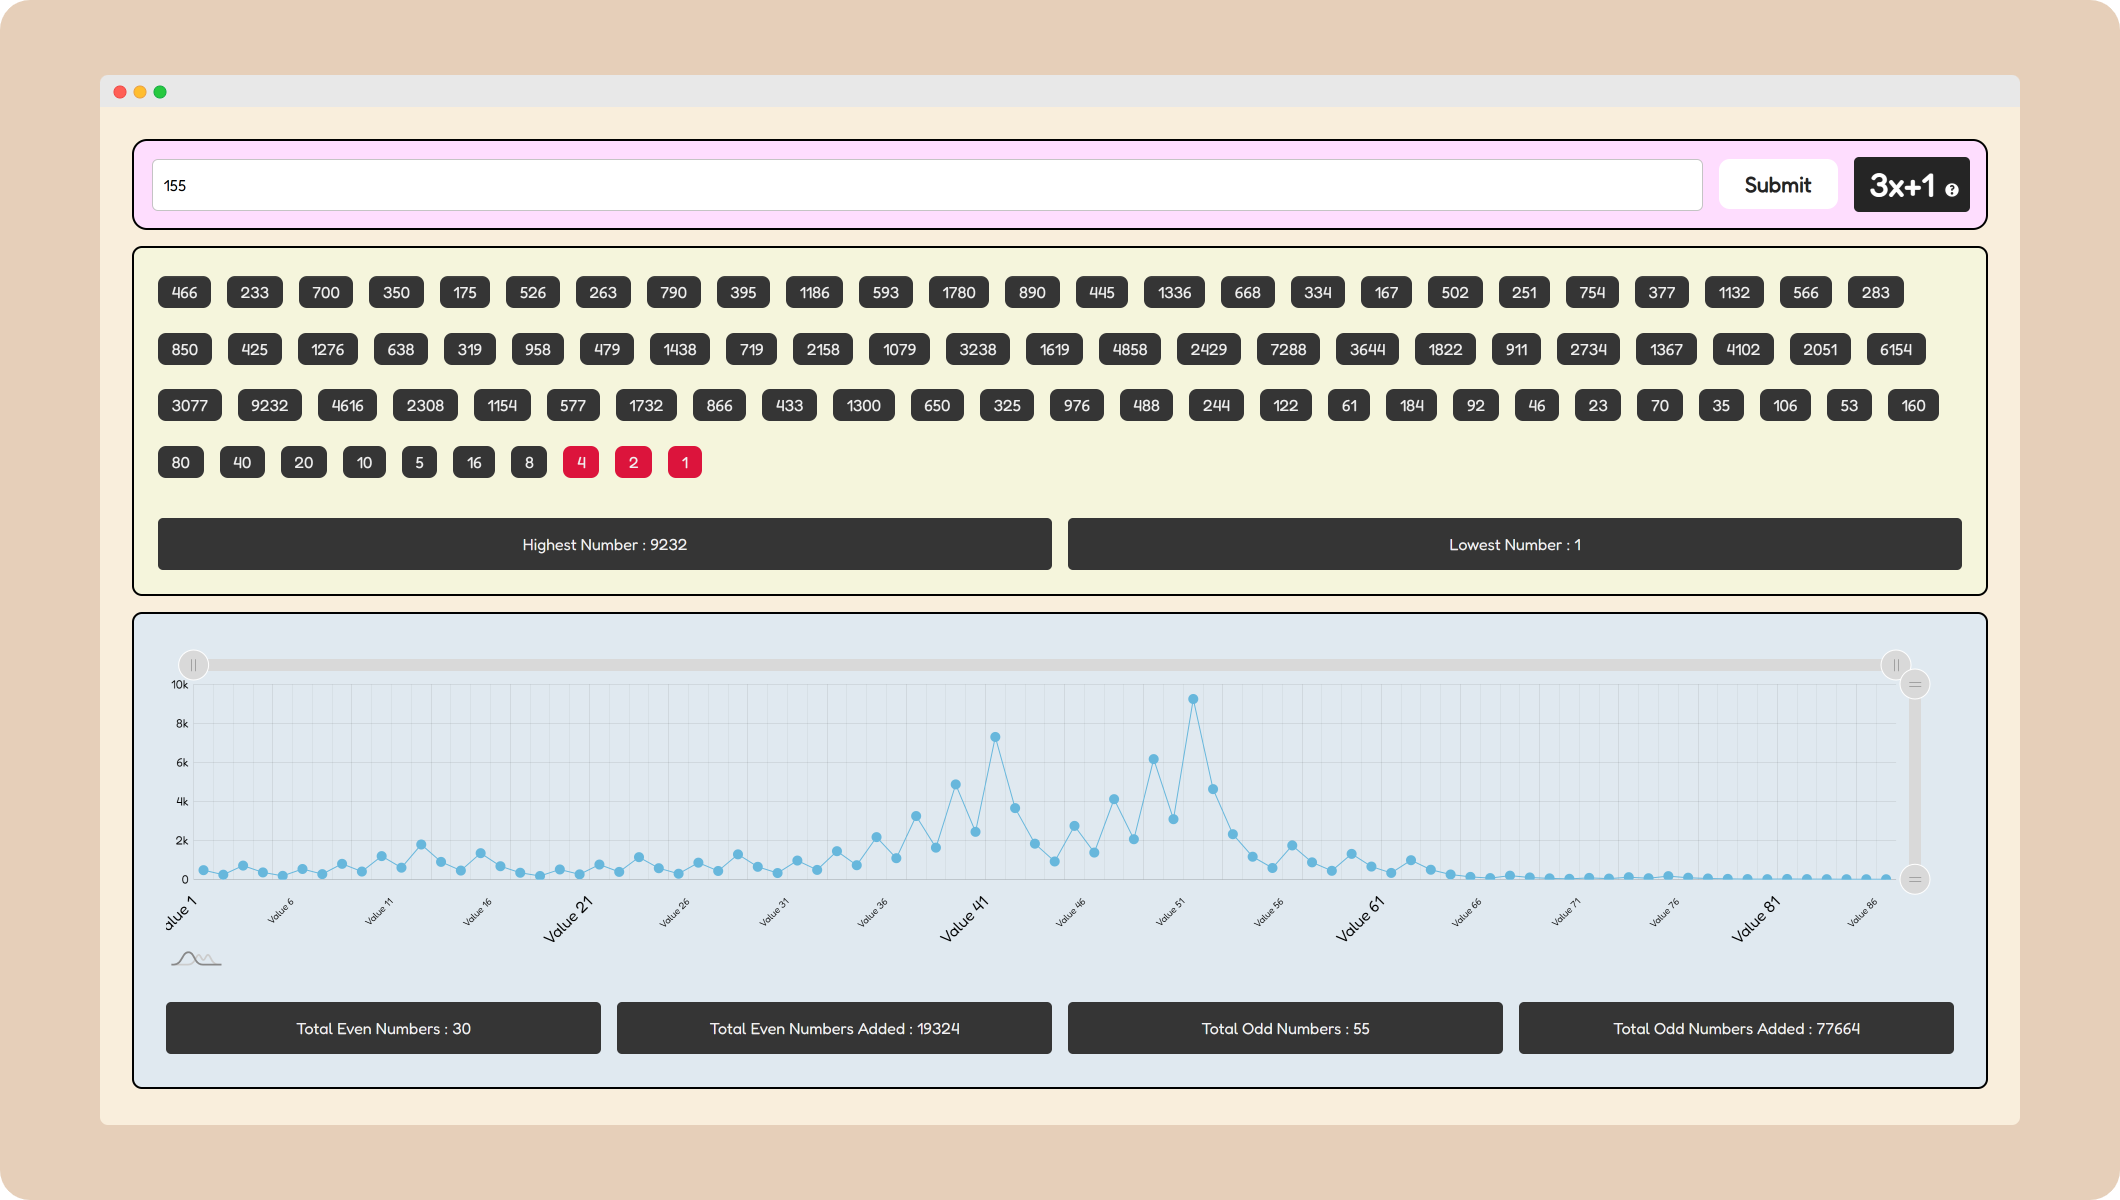 155
Submit
3x+1 ?
466 233 700 350 175 526 263 790 395 1186 593 1780 890 445 1336 668 334 167 502 251 754 377 1132 566 283
850 425 1276 638 319 958 479 1438 719 2158 1079 3238 1619 4858 2429 7288 3644 1822 911 2734 1367 4102 2051 6154
3077 9232 4616 2308 1154 577 1732 866 433 1300 650 325 976 488 244 122 61 184 92 46 23 70 35 106 53 160
80 40 20 10 5 16 8 4 2 1
Highest Number : 9232
Lowest Number : 1
10k
8k
6k
4k
2k
0
alue 1
Value 6
Value 11
Value 16
Value 21
Value 26
Value 31
Value 36
Value 41
Value 46
Value 51
Value 56
Value 61
Value 66
Value 71
Value 76
Value 81
Value 86
Total Even Numbers : 30
Total Even Numbers Added : 19324
Total Odd Numbers : 55
Total Odd Numbers Added : 77664